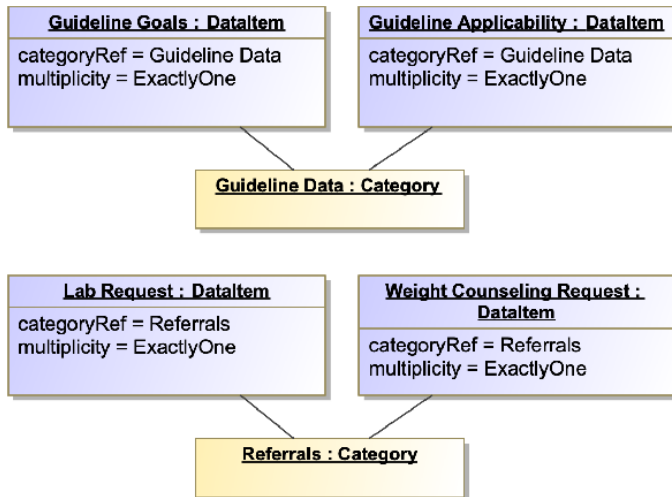 Guideline Goals : DataItem
categoryRef = Guideline Data
multiplicity = ExactlyOne
Guideline Applicability : DataItem
categoryRef = Guideline Data
multiplicity = ExactlyOne
Guideline Data : Category
Lab Request : DataItem
categoryRef = Referrals
multiplicity = ExactlyOne
Weight Counseling Request :
DataItem
categoryRef = Referrals
multiplicity = ExactlyOne
Referrals : Category